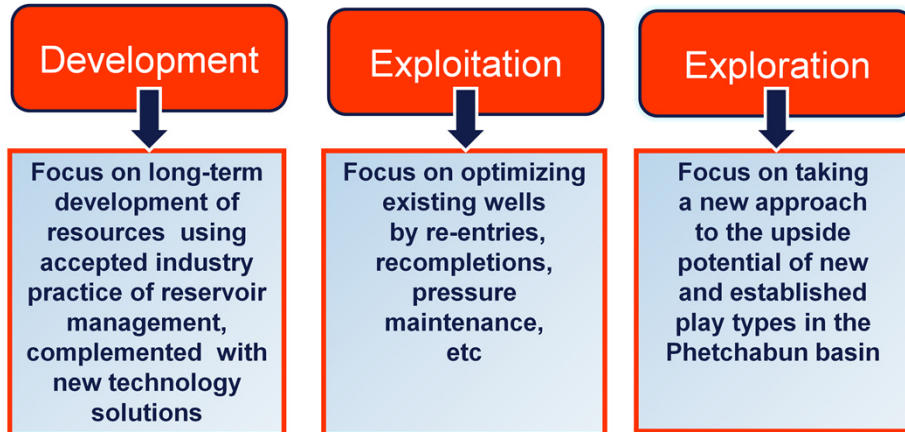 Development
Focus on long-term
development of
resources using
accepted industry
practice of reservoir
management,
complemented with
new technology
solutions
Exploitation
Focus on optimizing
existing wells
by re-entries,
recompletions,
pressure
maintenance,
etc
Exploration
Focus on taking
a new approach
to the upside
potential of new
and established
play types in the
Phetchabun basin